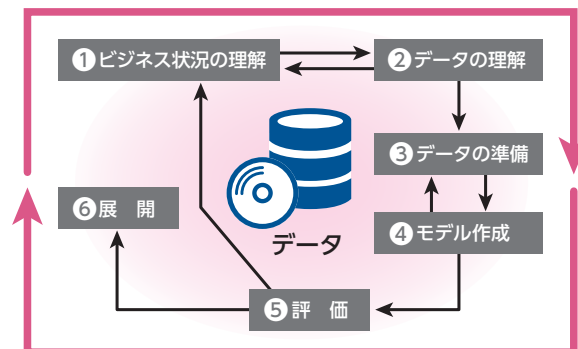 ❶ビジネス状況の理解
❷データの理解
❸データの準備
❹モデル作成
❺評　価
❻展　開
データ